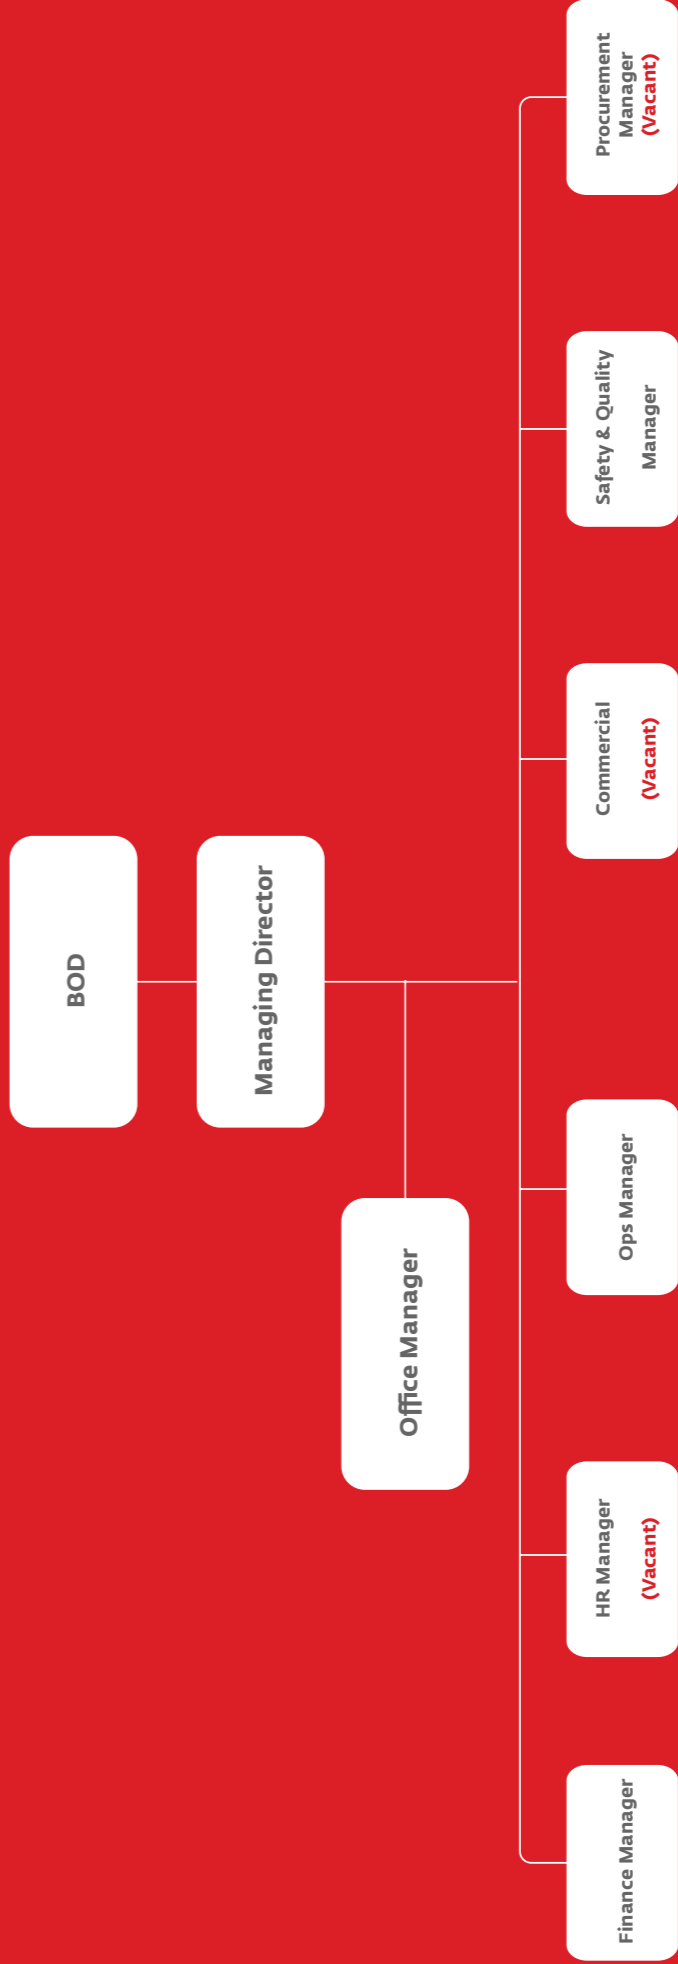 BOD
Managing Director
Office Manager
Finance Manager
HR Manager
(Vacant)
Ops Manager
Commercial
(Vacant)
Safety & Quality
Manager
Procurement
Manager
(Vacant)